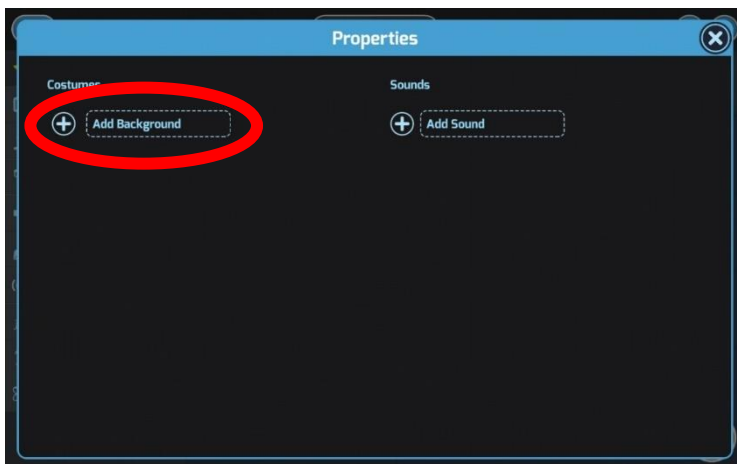 Properties
Costumes
Add Background
Sounds
Add Sound